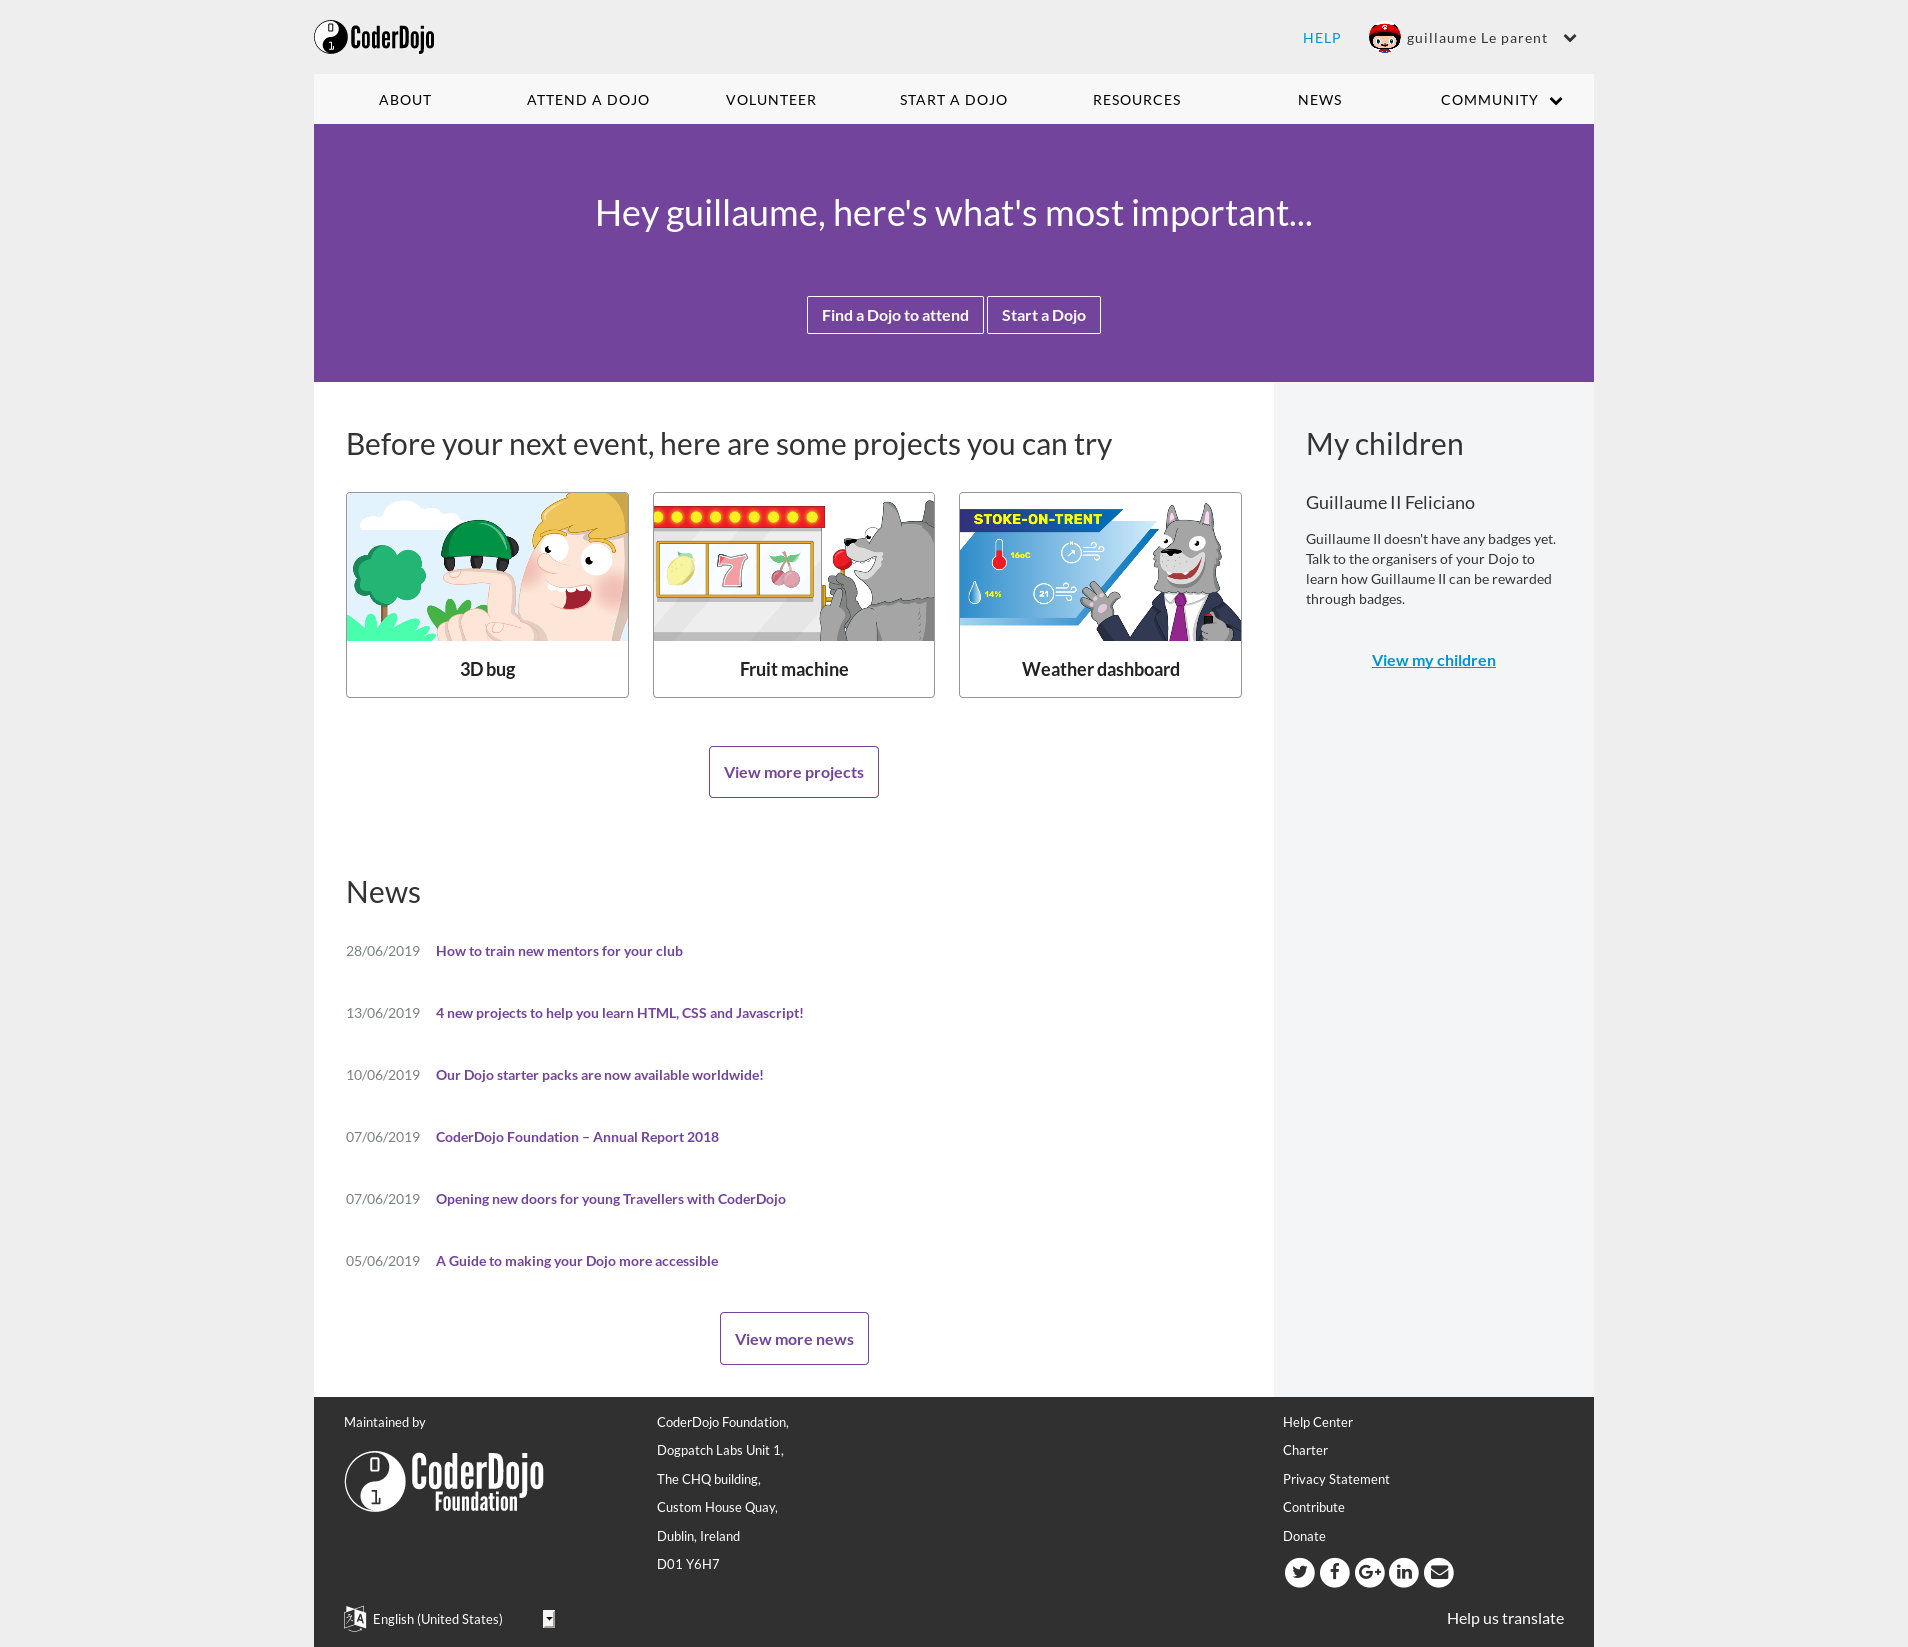 CoderDojo
HELP
guillaume Le parent
ABOUT
ATTEND A DOJO
VOLUNTEER
START A DOJO
RESOURCES
NEWS
COMMUNITY
Hey guillaume, here's what's most important...
Find a Dojo to attend
Start a Dojo
Before your next event, here are some projects you can try
STOKE-ON-TRENT
16oC
14%
21
7
3D bug
Fruit machine
Weather dashboard
View more projects
My children
Guillaume II Feliciano
Guillaume II doesn't have any badges yet.
Talk to the organisers of your Dojo to
learn how Guillaume II can be rewarded
through badges.
View my children
News
28/06/2019 How to train new mentors for your club
13/06/2019 4 new projects to help you learn HTML, CSS and Javascript!
10/06/2019 Our Dojo starter packs are now available worldwide!
07/06/2019 CoderDojo Foundation – Annual Report 2018
07/06/2019 Opening new doors for young Travellers with CoderDojo
05/06/2019 A Guide to making your Dojo more accessible
View more news
Maintained by
CoderDojo
Foundation
CoderDojo Foundation,
Dogpatch Labs Unit 1,
The CHQ building,
Custom House Quay,
Dublin, Ireland
D01 Y6H7
Help Center
Charter
Privacy Statement
Contribute
Donate
English (United States)
Help us translate